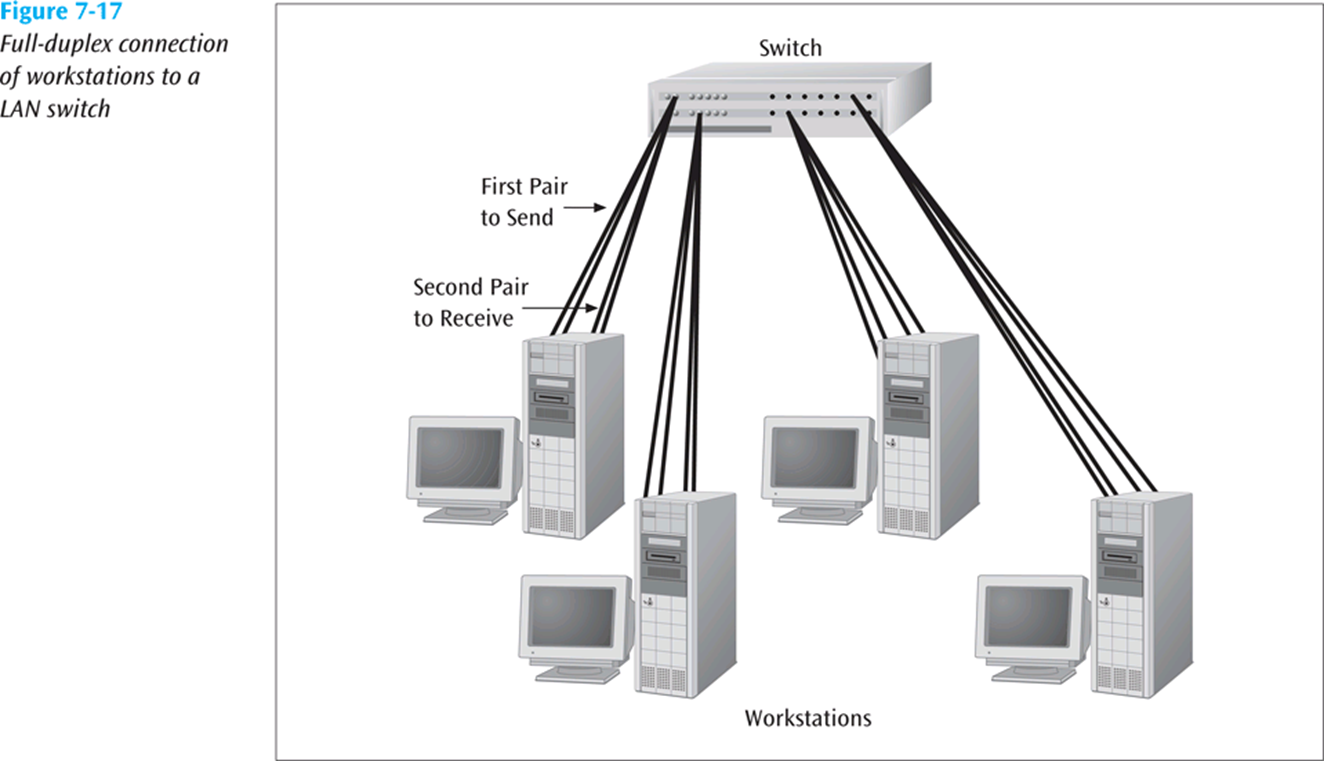 Figure 7-17
Full-duplex connection
of workstations to a
LAN switch
Switch
First Pair
to Send
Second Pair
to Receive
Workstations